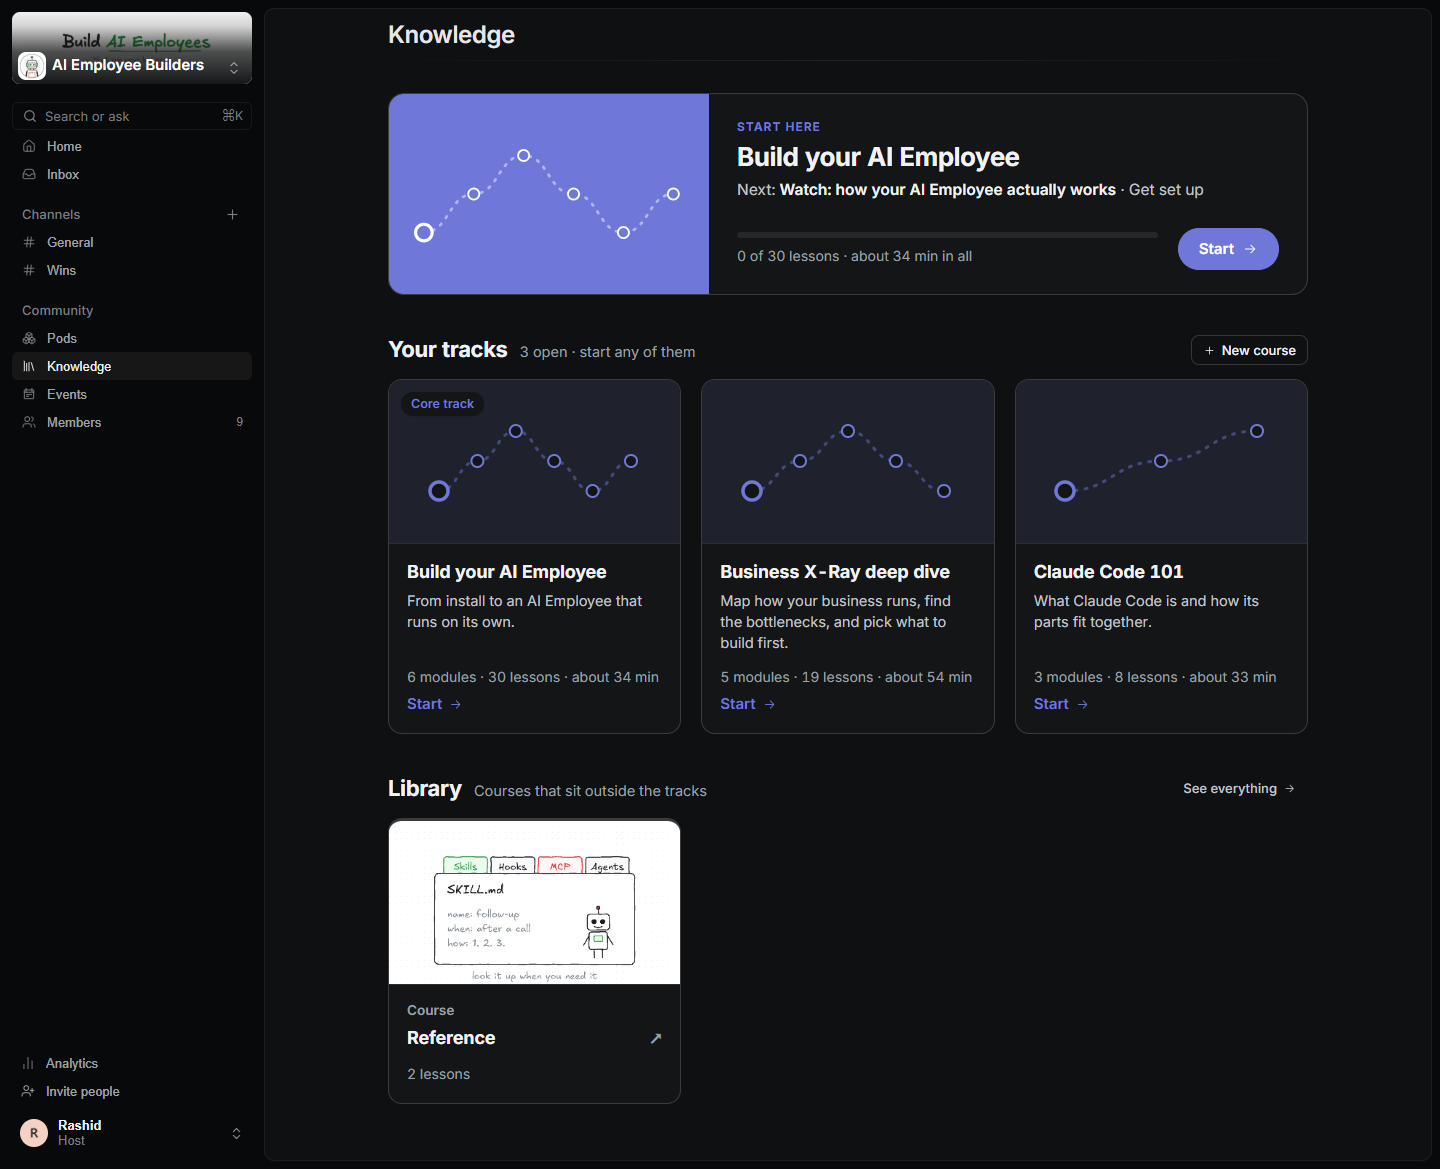 Build AI Employees
AI Employee Builders
Search or ask
⌘K
Home
Inbox
Channels
General
Wins
Community
Pods
Knowledge
Events
Members
9
Analytics
Invite people
R
Rashid
Host
Knowledge
START HERE
Build your AI Employee
Next: Watch: how your AI Employee actually works · Get set up
0 of 30 lessons · about 34 min in all
Start →
Your tracks
3 open · start any of them
+ New course
Core track
Build your AI Employee
From install to an AI Employee that
runs on its own.
6 modules · 30 lessons · about 34 min
Start →
Business X-Ray deep dive
Map how your business runs, find
the bottlenecks, and pick what to
build first.
5 modules · 19 lessons · about 54 min
Start →
Claude Code 101
What Claude Code is and how its
parts fit together.
3 modules · 8 lessons · about 33 min
Start →
Library
Courses that sit outside the tracks
See everything →
Skills
Hooks
MCP
Agents
SKILL.md
name: follow-up
when: after a call
how: 1. 2. 3.
look it up when you need it
Course
Reference
2 lessons